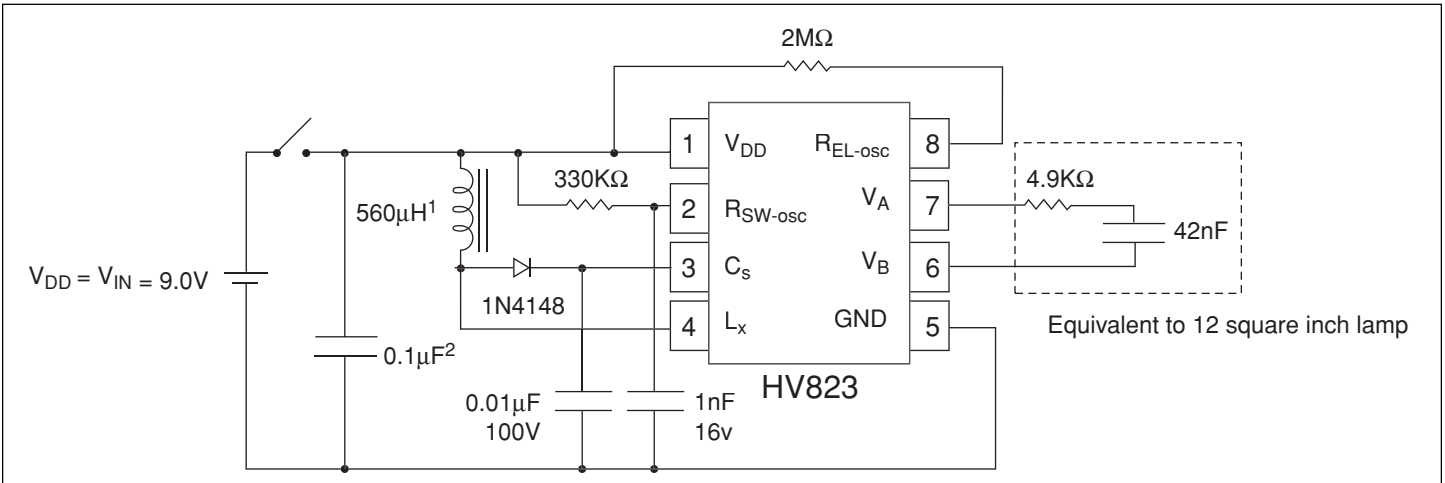 2MΩ
1 V_DD R_EL-osc 8
330KΩ
4.9KΩ
560μH¹
2 R_SW-osc V_A 7
42nF
V_DD = V_IN = 9.0V
3 C_s V_B 6
1N4148
4 L_x GND 5
Equivalent to 12 square inch lamp
0.1μF²
HV823
0.01μF
100V
1nF
16v